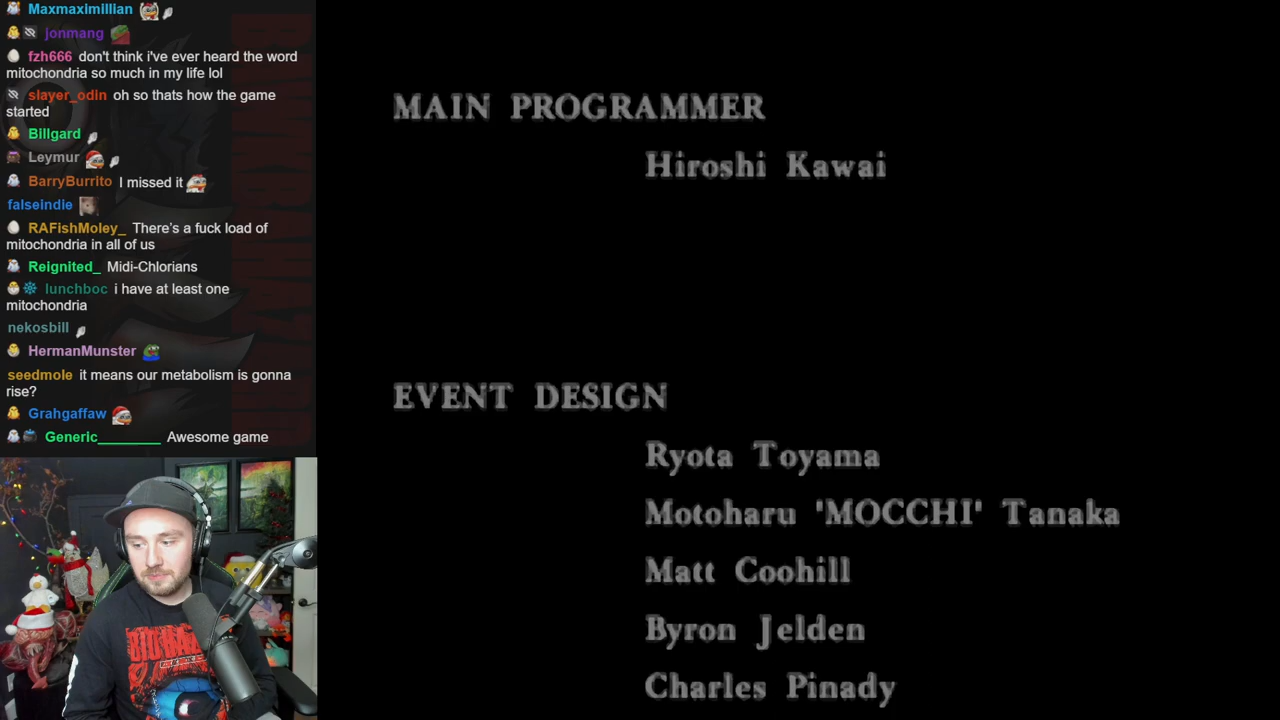 Maxmaximillian
jonmang
fzh666 don't think i've ever heard the word
mitochondria so much in my life lol
slayer_odin oh so thats how the game
started
Billgard
Leymur
BarryBurrito I missed it
falseindie
RAFishMoley_ There's a fuck load of
mitochondria in all of us
Reignited_ Midi-Chlorians
lunchboc i have at least one
mitochondria
nekosbill
HermanMunster
seedmole it means our metabolism is gonna
rise?
Grahgaffaw
Generic________ Awesome game
MAIN PROGRAMMER
Hiroshi Kawai
EVENT DESIGN
Ryota Toyama
Motoharu 'MOCCHI' Tanaka
Matt Coohill
Byron Jelden
Charles Pinady